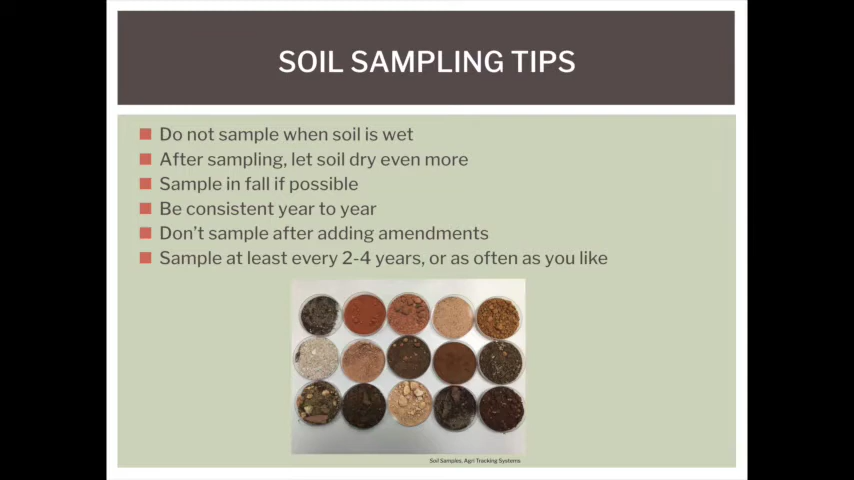 SOIL SAMPLING TIPS
Do not sample when soil is wet
After sampling, let soil dry even more
Sample in fall if possible
Be consistent year to year
Don't sample after adding amendments
Sample at least every 2-4 years, or as often as you like
Soil Samples, Agri Tracking Systems